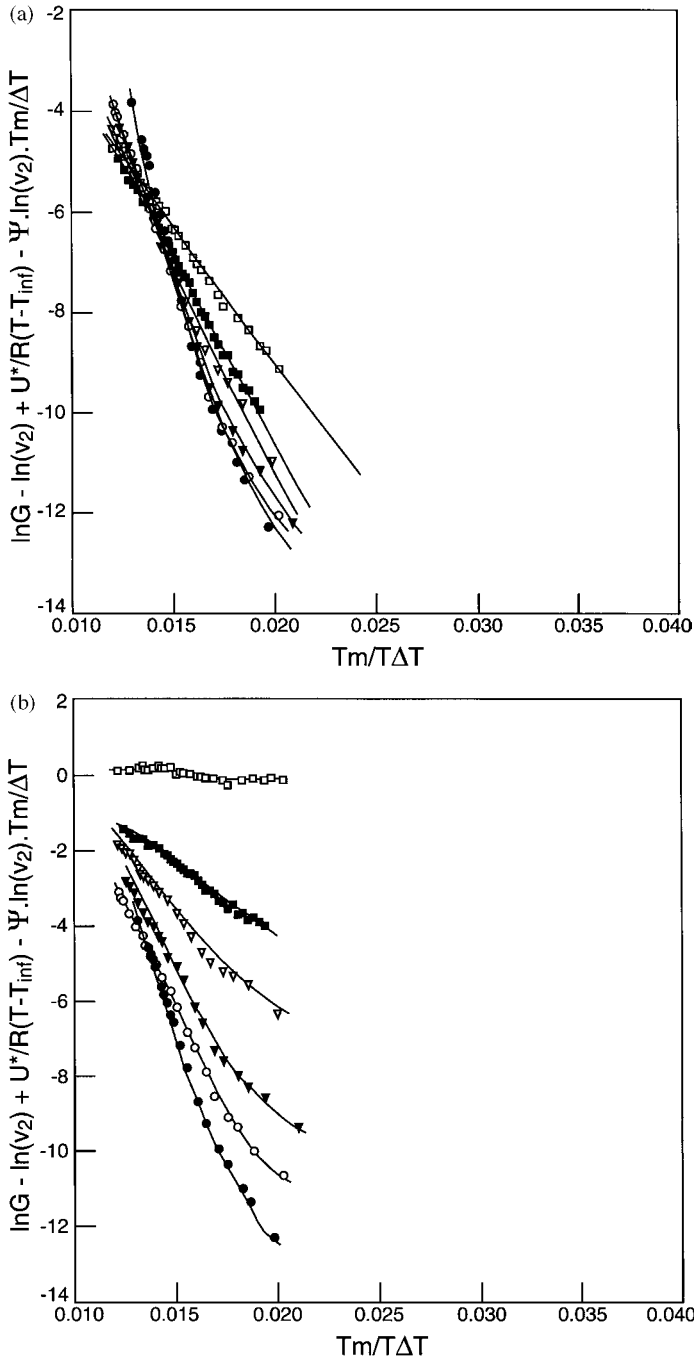 (a)
-2
-4
-6
-8
-10
-12
-14
lnG - ln(v₂) + U*/R(T-T_inf) - Ψ.ln(v₂).Tm/ΔT
0.010 0.015 0.020 0.025 0.030 0.035 0.040
Tm/TΔT
(b)
2
0
-2
-4
-6
-8
-10
-12
-14
lnG - ln(v₂) + U*/R(T-T_inf) - Ψ.ln(v₂).Tm/ΔT
0.010 0.015 0.020 0.025 0.030 0.035 0.040
Tm/TΔT